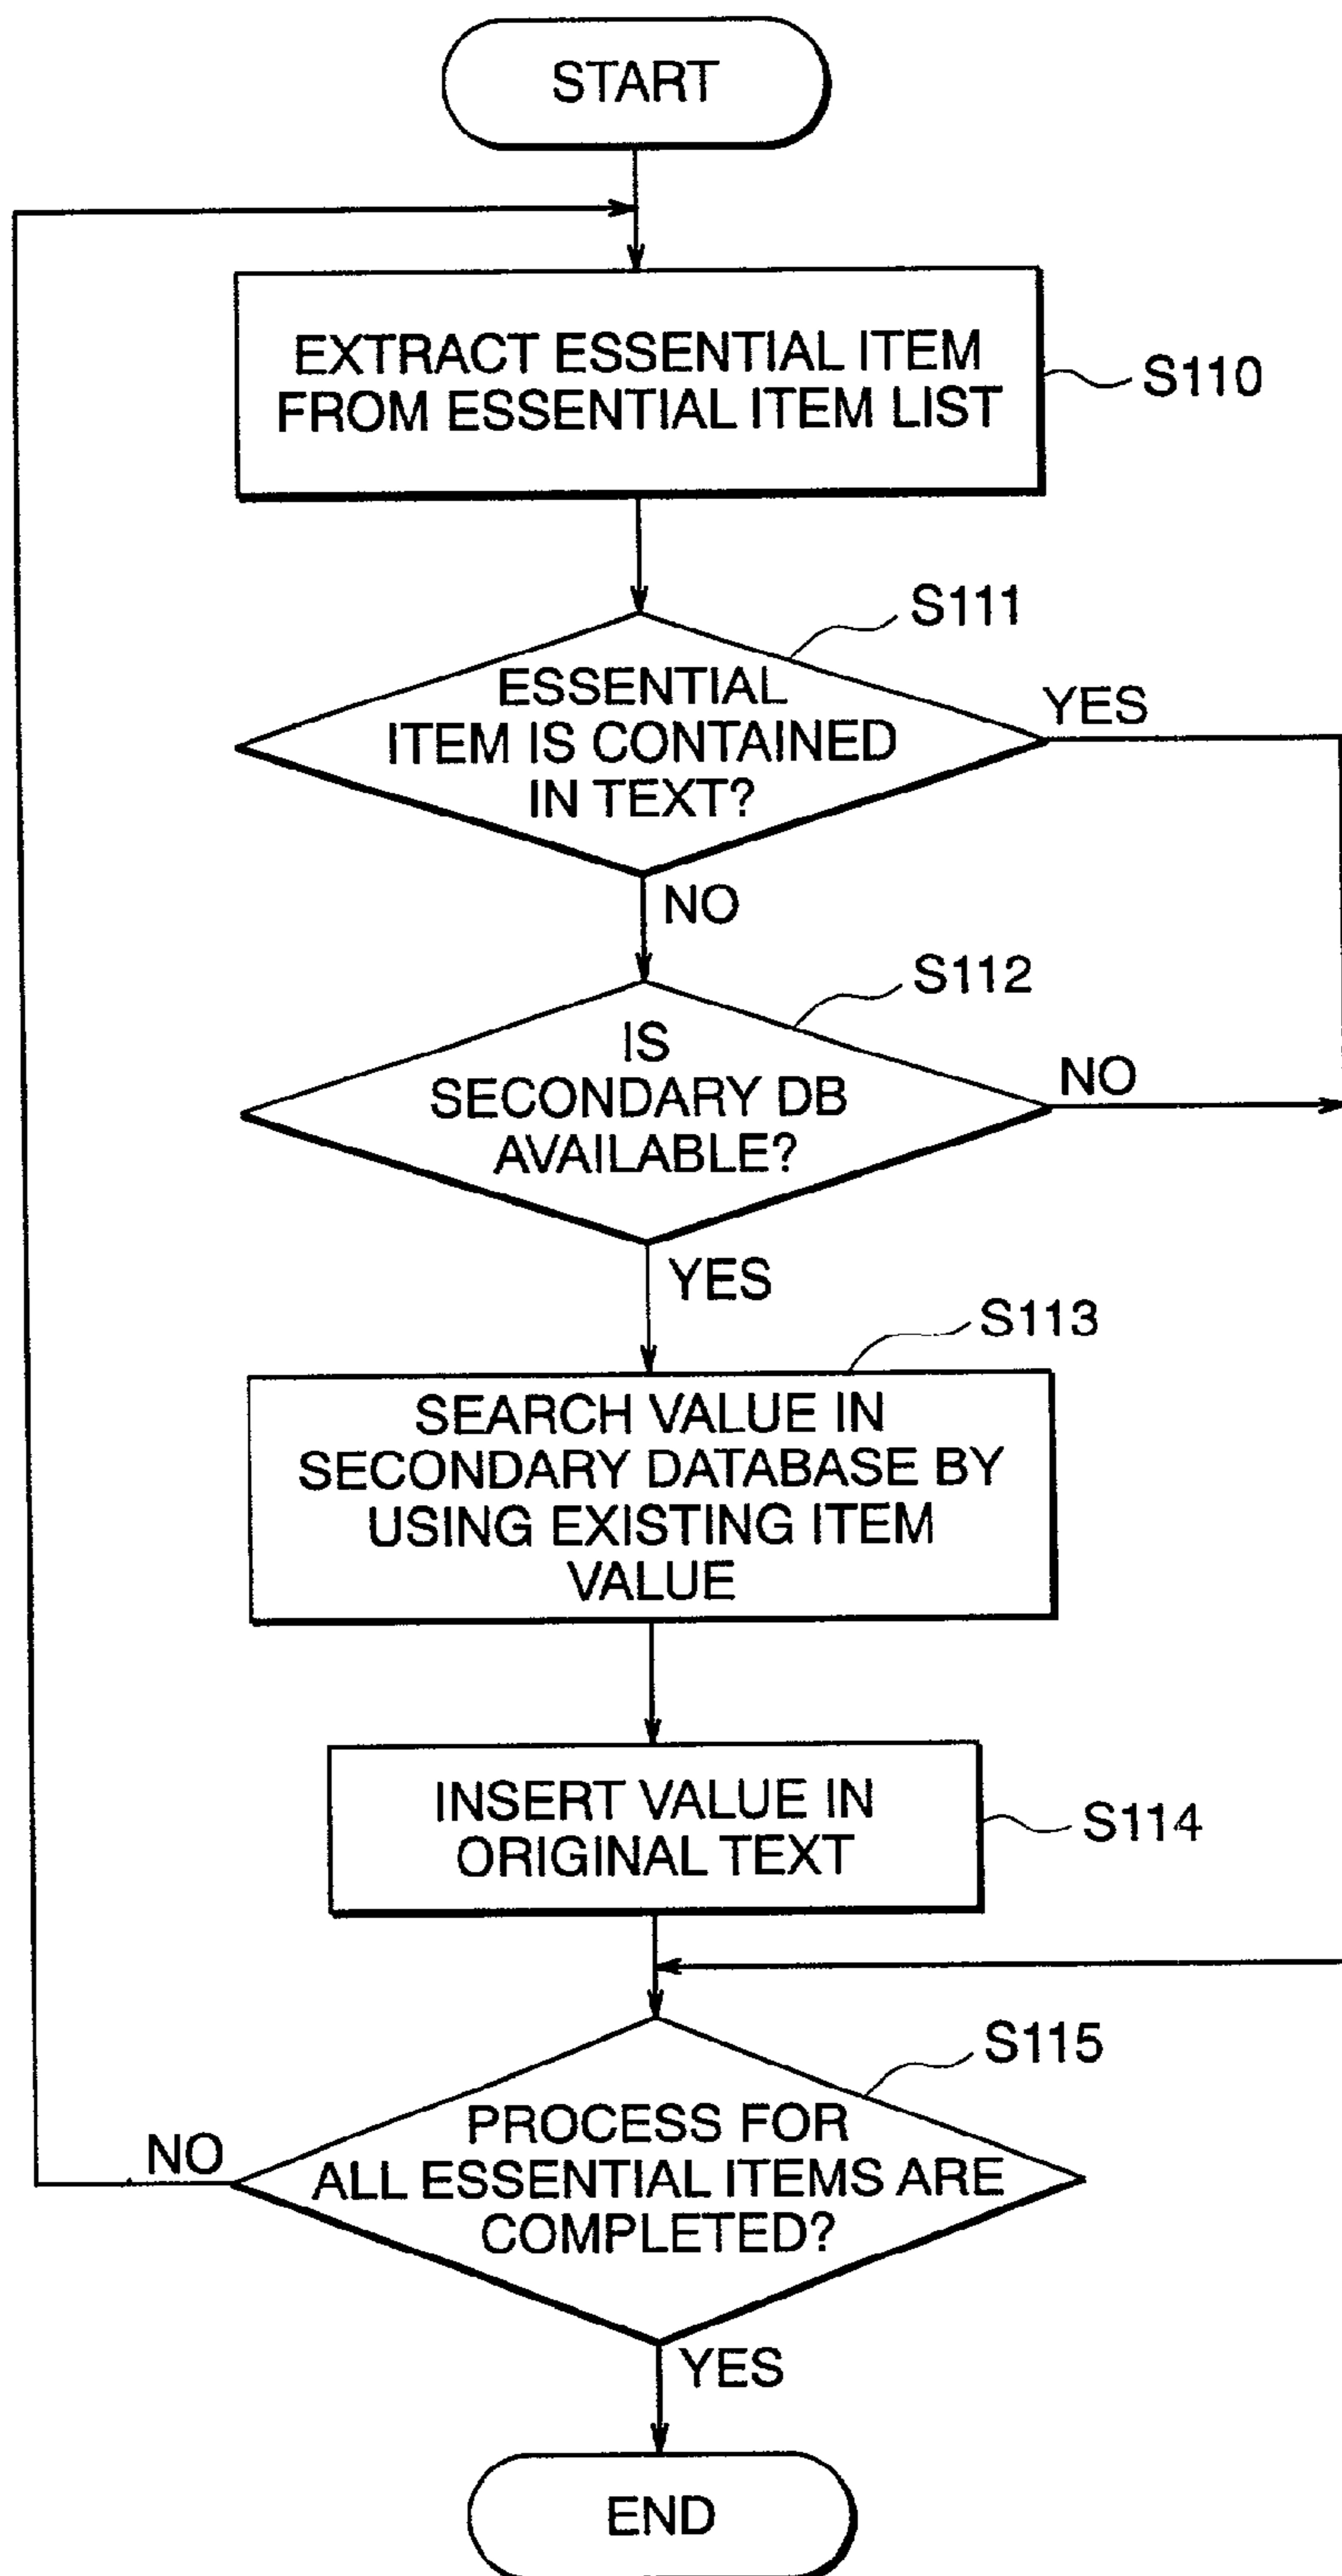 START
EXTRACT ESSENTIAL ITEM
FROM ESSENTIAL ITEM LIST
S110
S111
ESSENTIAL
ITEM IS CONTAINED
IN TEXT?
YES
NO
S112
IS
SECONDARY DB
AVAILABLE?
NO
YES
S113
SEARCH VALUE IN
SECONDARY DATABASE BY
USING EXISTING ITEM
VALUE
INSERT VALUE IN
ORIGINAL TEXT
S114
S115
PROCESS FOR
ALL ESSENTIAL ITEMS ARE
COMPLETED?
NO
YES
END